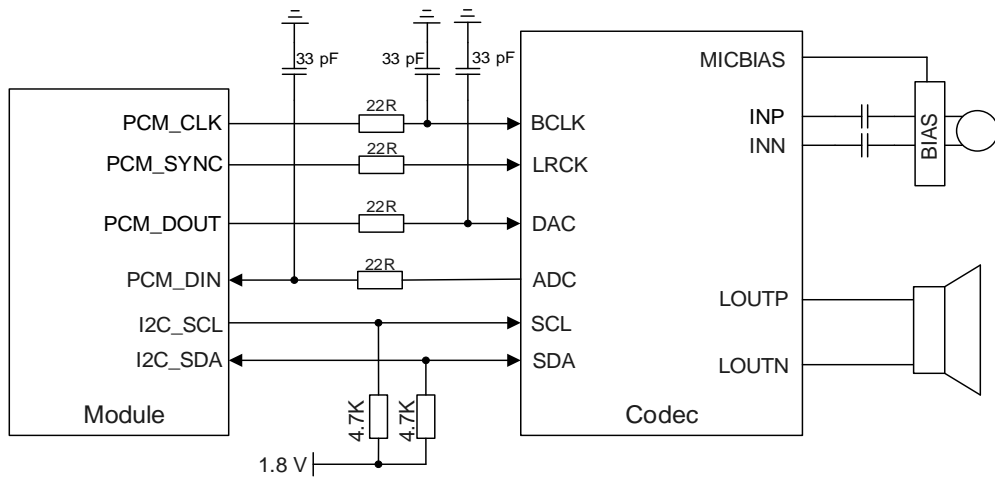 33 pF
33 pF
33 pF
MICBIAS
22R
PCM_CLK
BCLK
INP
BIAS
22R
INN
PCM_SYNC
LRCK
22R
PCM_DOUT
DAC
22R
PCM_DIN
ADC
LOUTP
I2C_SCL
SCL
I2C_SDA
SDA
LOUTN
4.7K
4.7K
Module
Codec
1.8 V